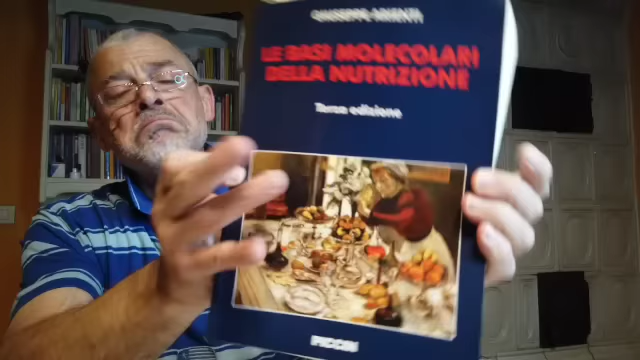 GIUSEPPE ARIENTI
LE BASI MOLECOLARI
DELLA NUTRIZIONE
Terza edizione
PICCIN